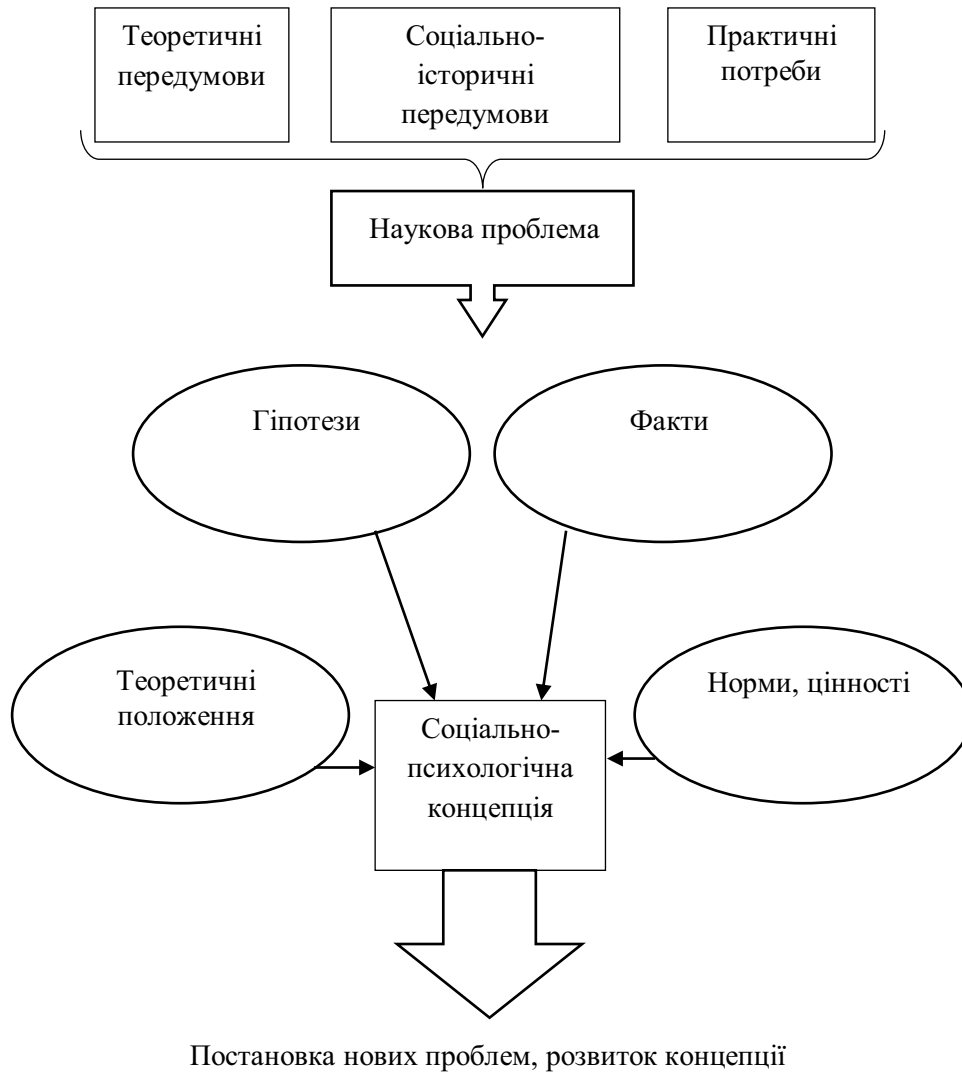 Теоретичні
передумови
Соціально-
історичні
передумови
Практичні
потреби
Наукова проблема
Гіпотези
Факти
Теоретичні
положення
Соціально-
психологічна
концепція
Норми, цінності
Постановка нових проблем, розвиток концепції